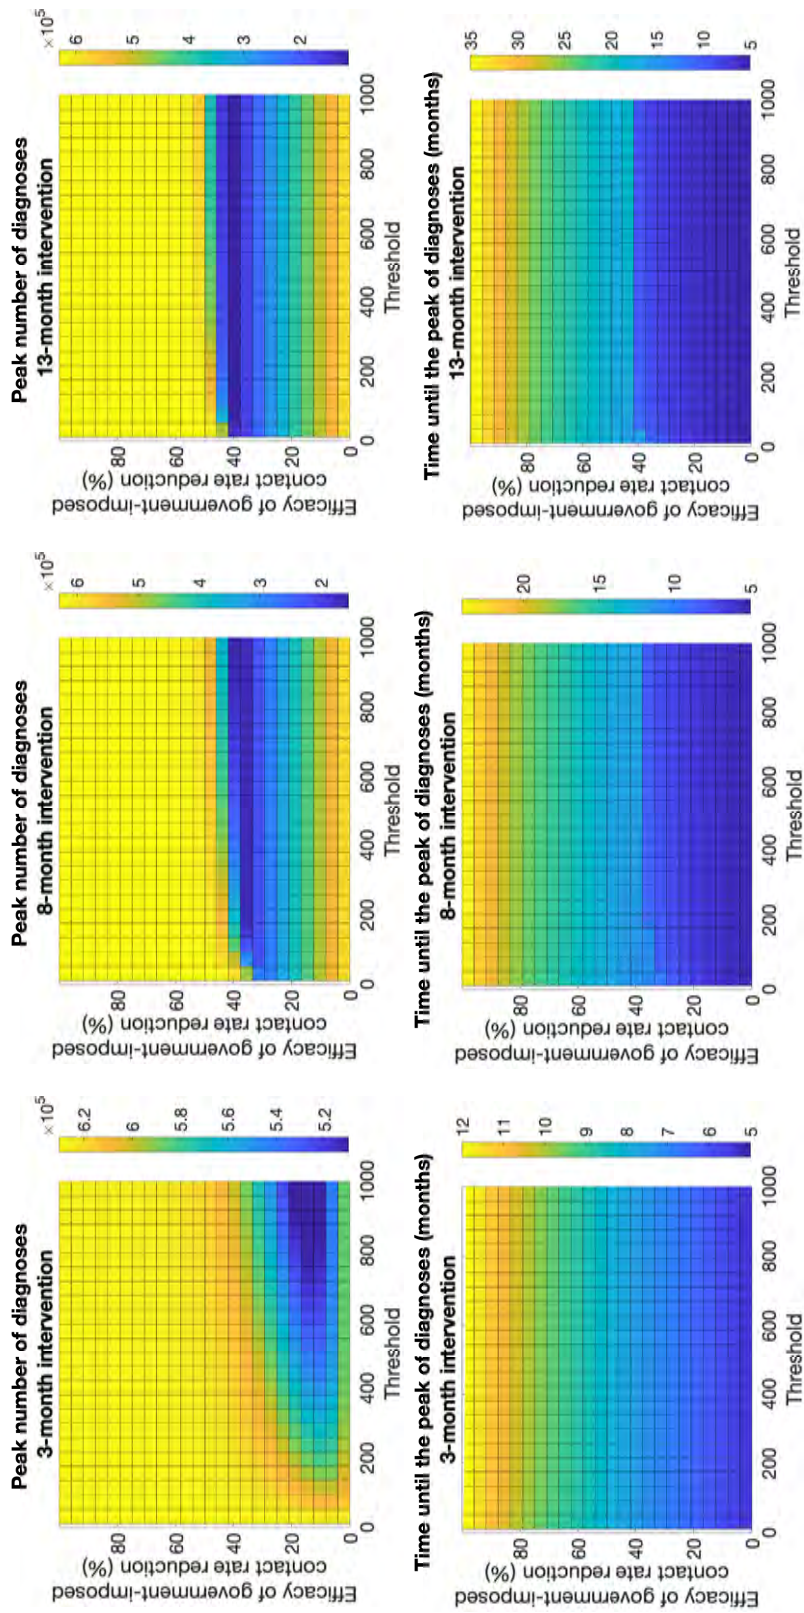 Peak number of diagnoses
3-month intervention
Efficacy of government-imposed
contact rate reduction (%)
80
60
40
20
0
0 200 400 600 800 1000
Threshold
×10^5
6.2
6
5.8
5.6
5.4
5.2
Peak number of diagnoses
8-month intervention
Efficacy of government-imposed
contact rate reduction (%)
80
60
40
20
0
0 200 400 600 800 1000
Threshold
×10^5
6
5
4
3
2
Peak number of diagnoses
13-month intervention
Efficacy of government-imposed
contact rate reduction (%)
80
60
40
20
0
0 200 400 600 800 1000
Threshold
×10^5
6
5
4
3
2
Time until the peak of diagnoses (months)
3-month intervention
Efficacy of government-imposed
contact rate reduction (%)
80
60
40
20
0
0 200 400 600 800 1000
Threshold
12
11
10
9
8
7
6
5
Time until the peak of diagnoses (months)
8-month intervention
Efficacy of government-imposed
contact rate reduction (%)
80
60
40
20
0
0 200 400 600 800 1000
Threshold
20
15
10
5
Time until the peak of diagnoses (months)
13-month intervention
Efficacy of government-imposed
contact rate reduction (%)
80
60
40
20
0
0 200 400 600 800 1000
Threshold
35
30
25
20
15
10
5